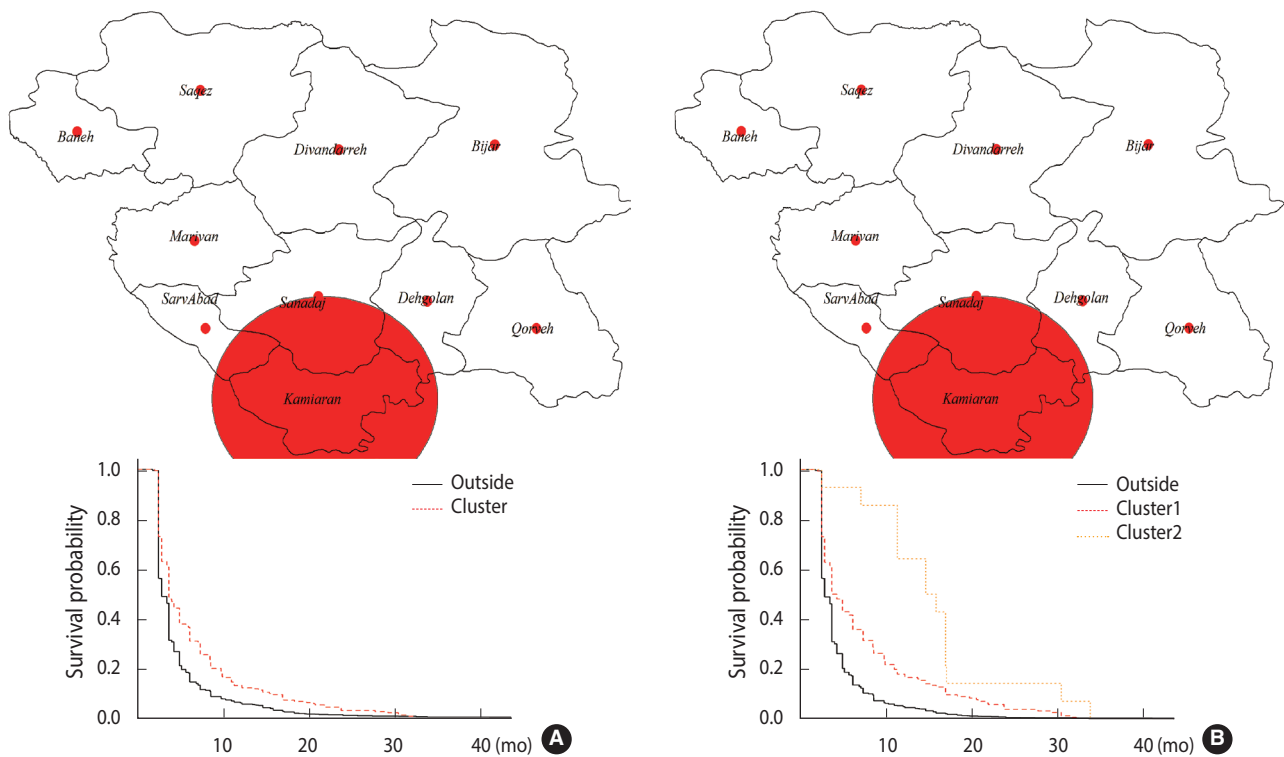 Saqez
Baneh
Divandarreh
Bijar
Marivan
SarvAbad
Sanadaj
Dehgolan
Qorveh
Kamiaran
Survival probability
1.0
0.8
0.6
0.4
0.2
0.0
10
20
30
40 (mo)
Outside
Cluster
A
Saqez
Baneh
Divandarreh
Bijar
Marivan
SarvAbad
Sanadaj
Dehgolan
Qorveh
Kamiaran
Survival probability
1.0
0.8
0.6
0.4
0.2
0.0
10
20
30
40 (mo)
Outside
Cluster1
Cluster2
B